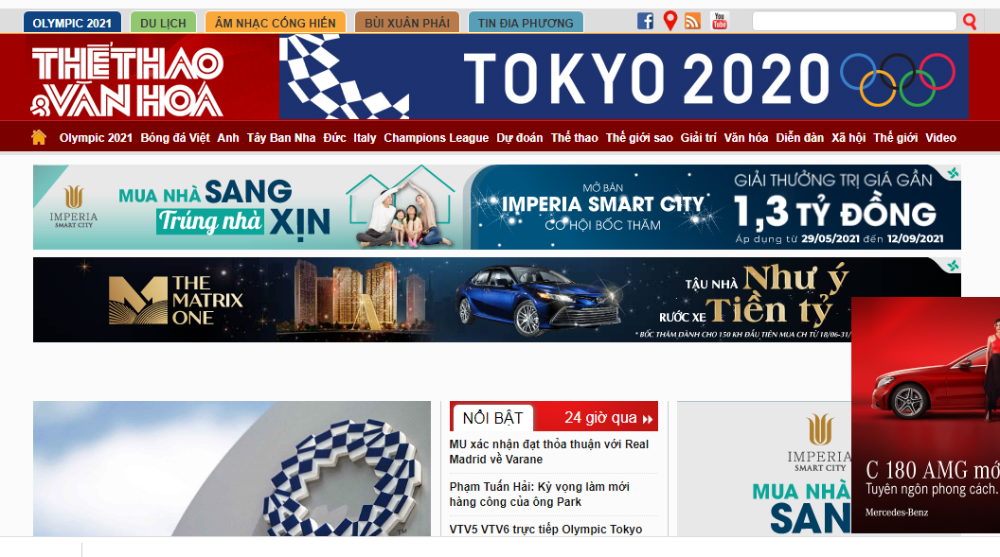 OLYMPIC 2021
DU LỊCH
ÂM NHẠC CỐNG HIẾN
BÙI XUÂN PHÁI
TIN ĐỊA PHƯƠNG
You
Tube
THỂ THAO
& VĂN HOÁ
TOKYO 2020
Olympic 2021 Bóng đá Việt Anh Tây Ban Nha Đức Italy Champions League Dự đoán Thể thao Thế giới sao Giải trí Văn hóa Diễn đàn Xã hội Thế giới Video
IMPERIA
SMART CITY
MUA NHÀ SANG
Trúng nhà XỊN
MỞ BÁN
IMPERIA SMART CITY
CƠ HỘI BỐC THĂM
GIẢI THƯỞNG TRỊ GIÁ GẦN
1,3 TỶ ĐỒNG
Áp dụng từ 29/05/2021 đến 12/09/2021
THE
MATRIX
ONE
TẬU NHÀ Như ý
RƯỚC XE Tiền tỷ
* BỐC THĂM DÀNH CHO 150 KH ĐẦU TIÊN MUA CH TỪ 18/06-31/
NỔI BẬT
24 giờ qua
MU xác nhận đạt thỏa thuận với Real
Madrid về Varane
Phạm Tuấn Hải: Kỳ vọng làm mới
hàng công của ông Park
VTV5 VTV6 trực tiếp Olympic Tokyo
TM
IMPERIA
SMART CITY
MUA NHÀ
SAN
C 180 AMG mớ
Tuyên ngôn phong cách.
Mercedes-Benz